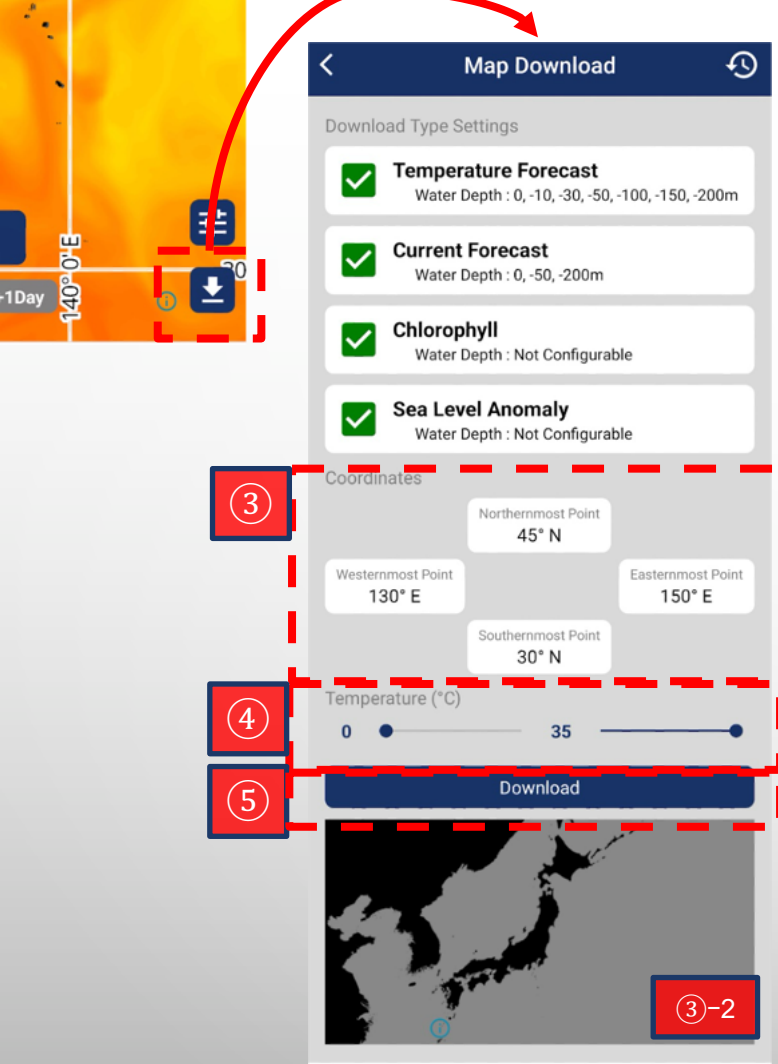 Map Download
Download Type Settings
Temperature Forecast
Water Depth : 0, -10, -30, -50, -100, -150, -200m
Current Forecast
Water Depth : 0, -50, -200m
Chlorophyll
Water Depth : Not Configurable
Sea Level Anomaly
Water Depth : Not Configurable
140° 0' E
30
+1Day
③
Coordinates
Northernmost Point
45° N
Westernmost Point
130° E
Easternmost Point
150° E
Southernmost Point
30° N
④
Temperature (°C)
0
35
⑤
Download
③-2